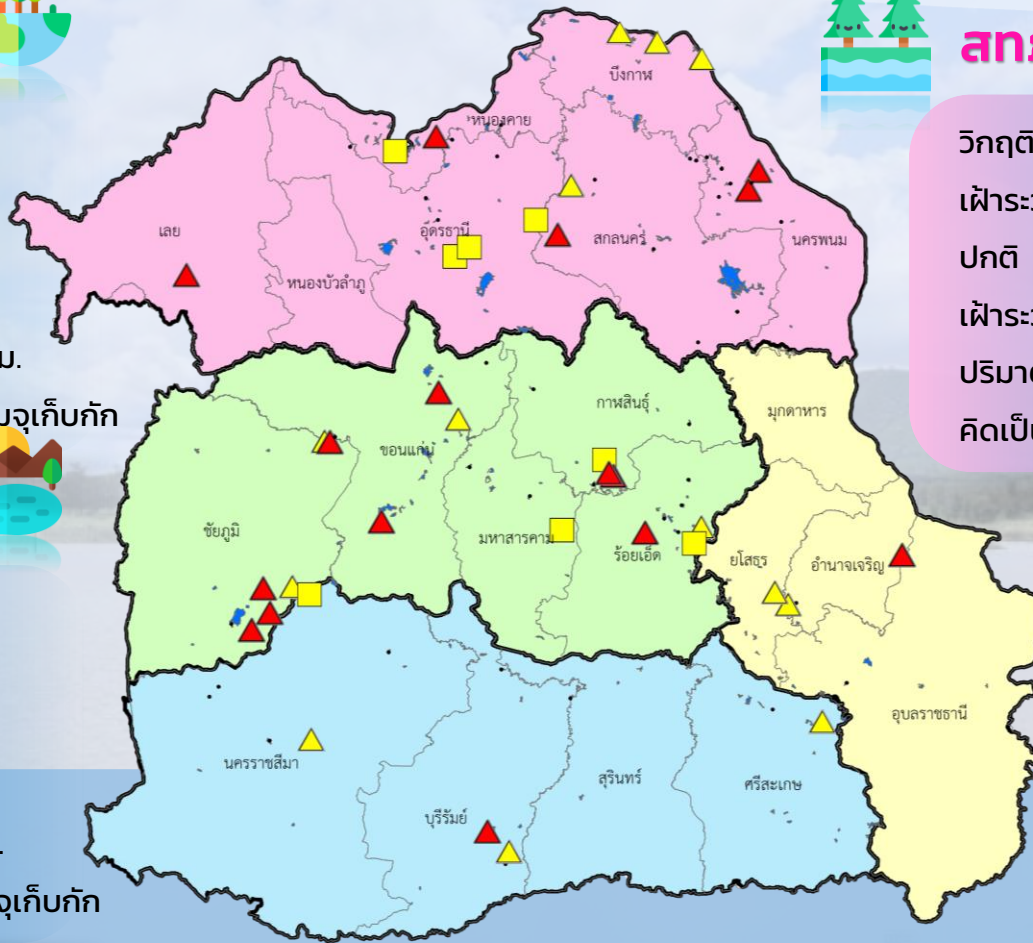 วิกฤติ
เฝ้าระว
ปกติ
เฝ้าระว
ปริมา
คิดเป็
ม.
มจุเก็บกัก
.
จุเก็บกัก
บึงกาฬ
หนองคาย
เลย
อุดรธานี
สกลนคร
นครพนม
หนองบัวลำภู
กาฬสินธุ์
มุกดาหาร
ขอนแก่น
ชัยภูมิ
มหาสารคาม
ร้อยเอ็ด
ยโสธร
อำนาจเจริญ
อุบลราชธานี
นครราชสีมา
บุรีรัมย์
สุรินทร์
ศรีสะเกษ